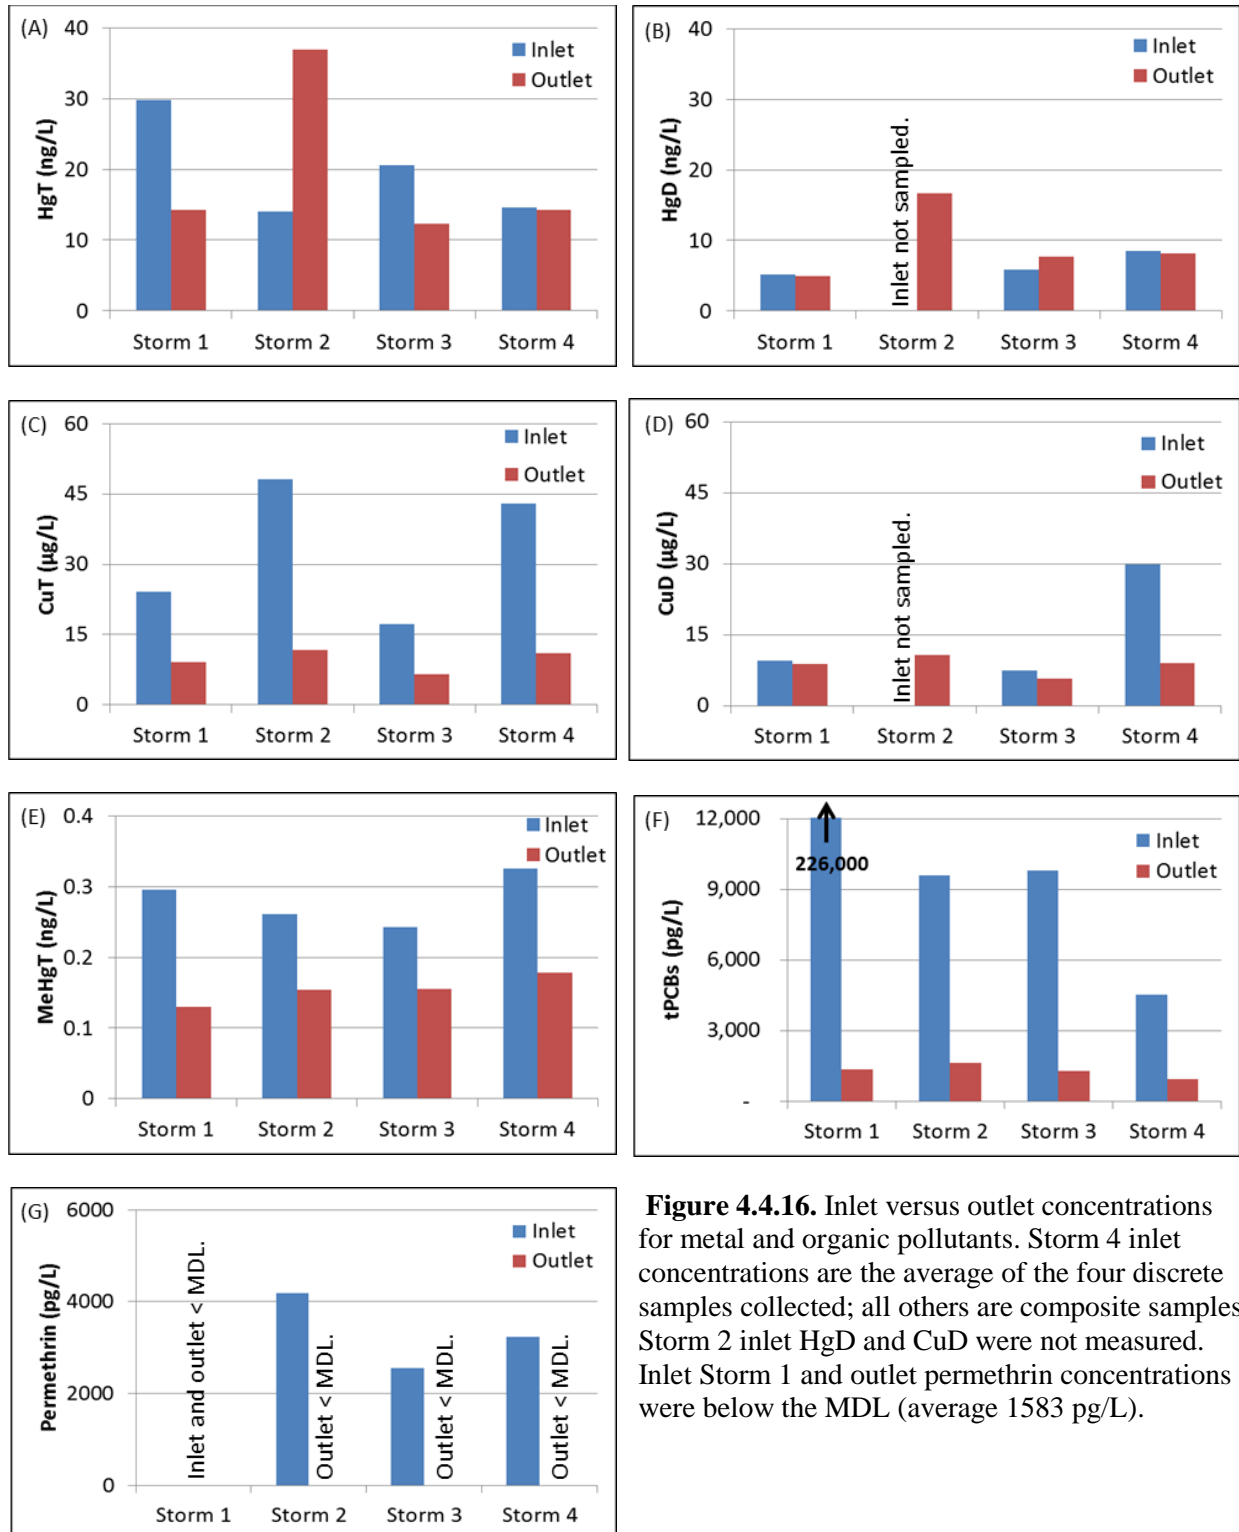 (A)
40
30
20
10
0
HgT (ng/L)
Inlet
Outlet
Storm 1 Storm 2 Storm 3 Storm 4
(B)
40
30
20
10
0
HgD (ng/L)
Inlet
Outlet
Inlet not sampled.
Storm 1 Storm 2 Storm 3 Storm 4
(C)
60
45
30
15
0
CuT (µg/L)
Inlet
Outlet
Storm 1 Storm 2 Storm 3 Storm 4
(D)
60
45
30
15
0
CuD (µg/L)
Inlet
Outlet
Inlet not sampled.
Storm 1 Storm 2 Storm 3 Storm 4
(E)
0.4
0.3
0.2
0.1
0
MeHgT (ng/L)
Inlet
Outlet
Storm 1 Storm 2 Storm 3 Storm 4
(F)
12,000
9,000
6,000
3,000
-
tPCBs (pg/L)
226,000
Inlet
Outlet
Storm 1 Storm 2 Storm 3 Storm 4
(G)
6000
4000
2000
0
Permethrin (pg/L)
Inlet
Outlet
Inlet and outlet < MDL.
Outlet < MDL.
Outlet < MDL.
Outlet < MDL.
Storm 1 Storm 2 Storm 3 Storm 4
Figure 4.4.16. Inlet versus outlet concentrations
for metal and organic pollutants. Storm 4 inlet
concentrations are the average of the four discrete
samples collected; all others are composite samples
Storm 2 inlet HgD and CuD were not measured.
Inlet Storm 1 and outlet permethrin concentrations
were below the MDL (average 1583 pg/L).